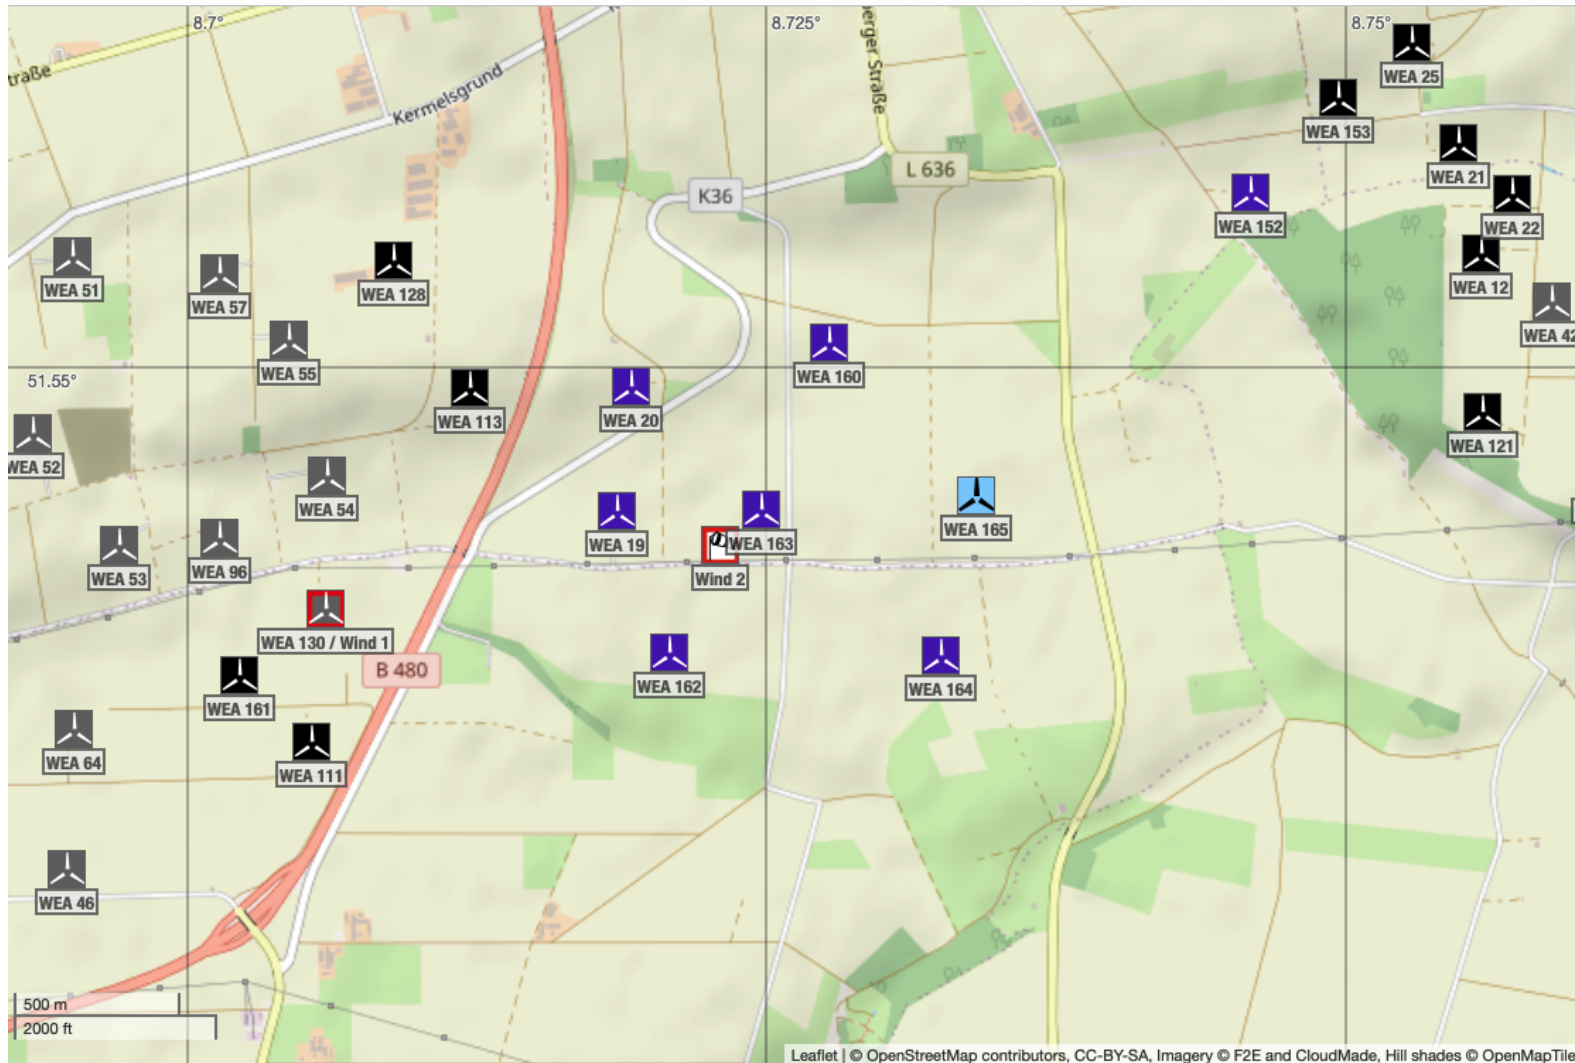 8.7°
8.725°
8.75°
traße
Kermelsgrund
berger Straße
WEA 25
WEA 153
WEA 21
L 636
K36
WEA 152
WEA 22
WEA 51
WEA 57
WEA 128
WEA 12
WEA 42
WEA 55
WEA 160
51.55°
WEA 113
WEA 20
WEA 121
WEA 52
WEA 54
WEA 165
WEA 19
WEA 163
WEA 53
WEA 96
Wind 2
WEA 130 / Wind 1
B 480
WEA 162
WEA 164
WEA 161
WEA 64
WEA 111
WEA 46
500 m
2000 ft
Leaflet | © OpenStreetMap contributors, CC-BY-SA, Imagery © F2E and CloudMade, Hill shades © OpenMapTile